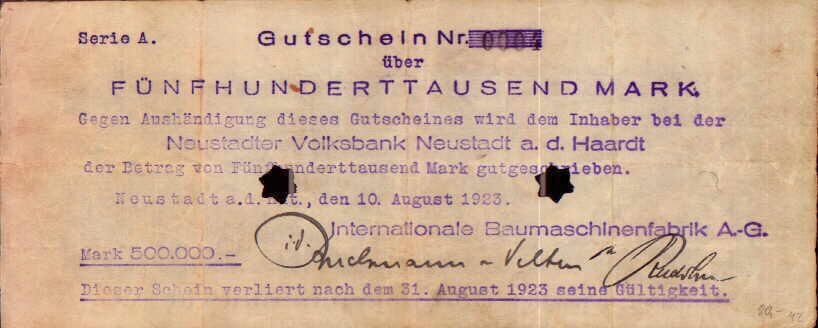 Serie A. Gutschein Nr. 0004
über
FÜNFHUNDERTTAUSEND MARK.
Gegen Aushändigung dieses Gutscheines wird dem Inhaber bei der
Neustadter Volksbank Neustadt a. d. Haardt
der Betrag von Fünfhunderttausend Mark gutgeschrieben.
Neustadt a.d. Hdt., den 10. August 1923.
Internationale Baumaschinenfabrik A.-G.
Mark 500.000.-
Dieser Schein verliert nach dem 31. August 1923 seine Gültigkeit.